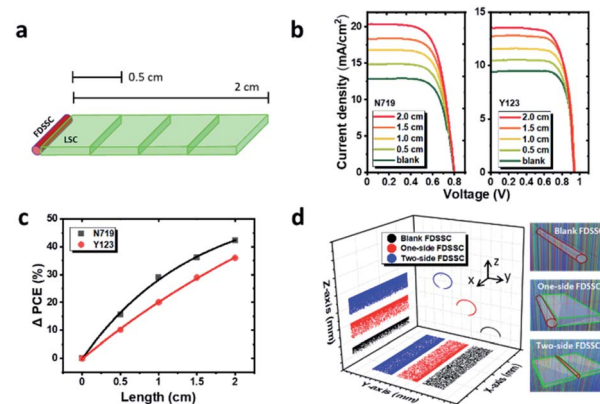 a
0.5 cm
2 cm
FDSSC
LSC
b
Current density (mA/cm²)
20
15
10
5
0
N719
2.0 cm
1.5 cm
1.0 cm
0.5 cm
blank
0.0 0.2 0.4 0.6 0.8
15
10
5
0
Y123
2.0 cm
1.5 cm
1.0 cm
0.5 cm
blank
0.0 0.2 0.4 0.6 0.8 1
Voltage (V)
c
Δ PCE (%)
50
40
30
20
10
0
N719
Y123
0 0.5 1 1.5 2
Length (cm)
d
Blank FDSSC
One-side FDSSC
Two-side FDSSC
z
x
y
Z-axis (mm)
Y-axis (mm)
X-axis (mm)
Blank FDSSC
One-side FDSSC
Two-side FDSSC